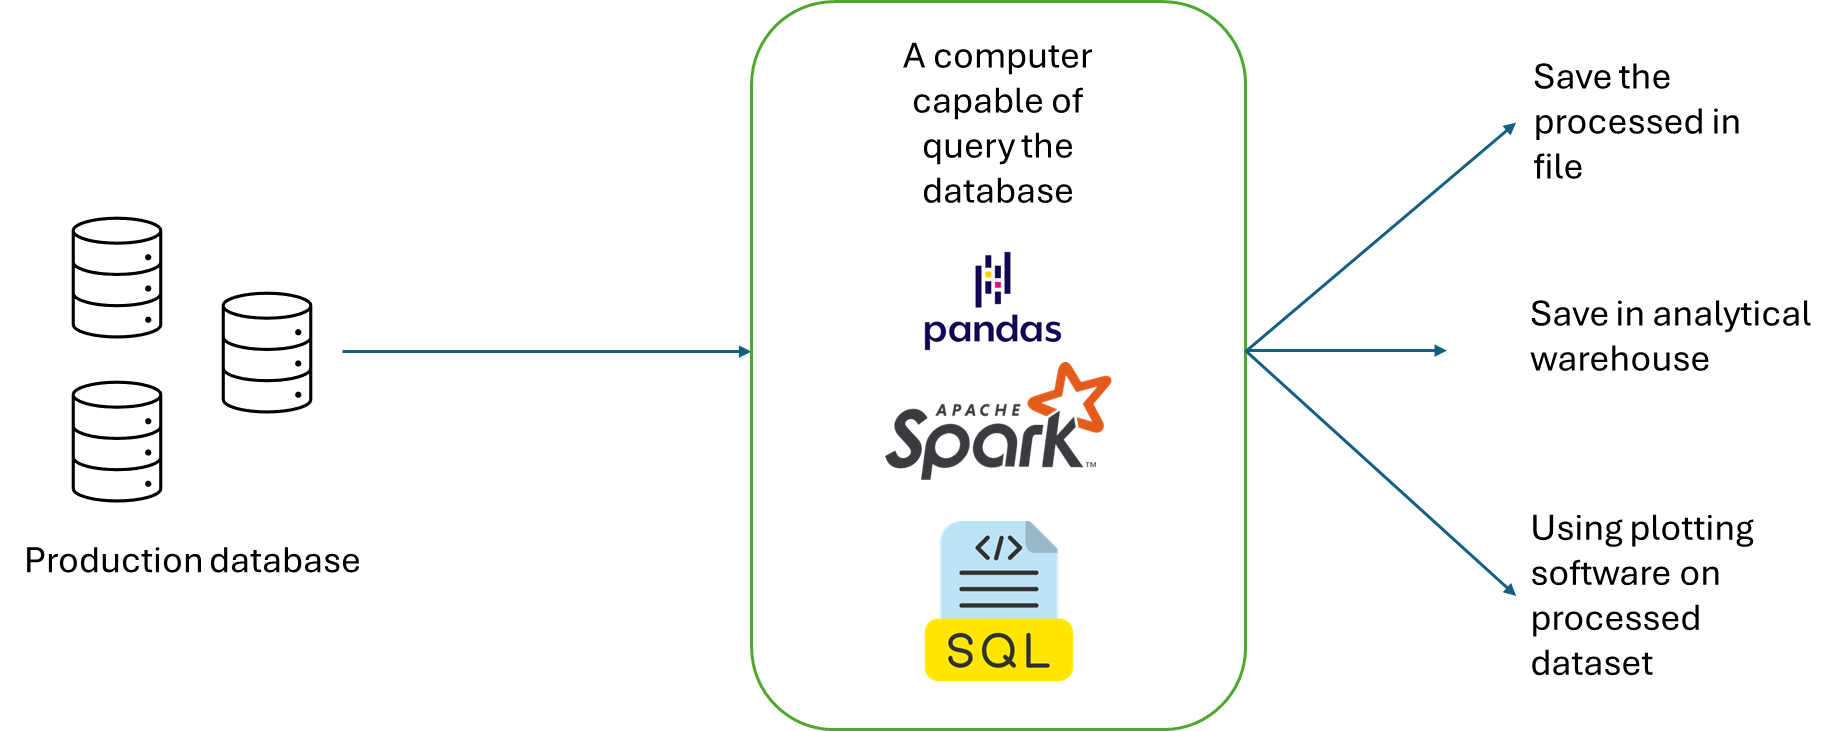 Production database
A computer
capable of
query the
database
pandas
APACHE
Spark™
</>
SQL
Save the
processed in
file
Save in analytical
warehouse
Using plotting
software on
processed
dataset